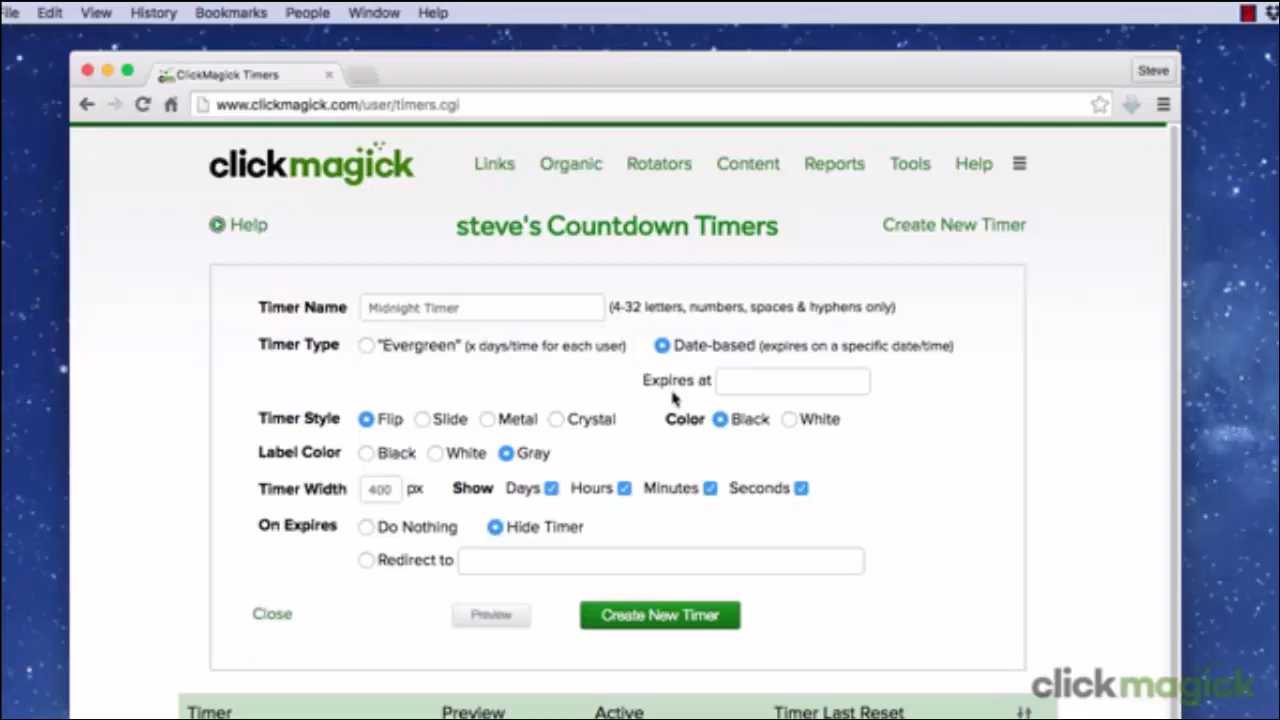 File Edit View History Bookmarks People Window Help
ClickMagick Timers
Steve
www.clickmagick.com/user/timers.cgi
clickmagick Links Organic Rotators Content Reports Tools Help
Help steve's Countdown Timers Create New Timer
Timer Name Midnight Timer (4-32 letters, numbers, spaces & hyphens only)
Timer Type "Evergreen" (x days/time for each user) Date-based (expires on a specific date/time)
Expires at
Timer Style Flip Slide Metal Crystal Color Black White
Label Color Black White Gray
Timer Width 400 px Show Days Hours Minutes Seconds
On Expires Do Nothing Hide Timer
Redirect to
Close Preview Create New Timer
clickmagick
Timer Preview Active Timer Last Reset